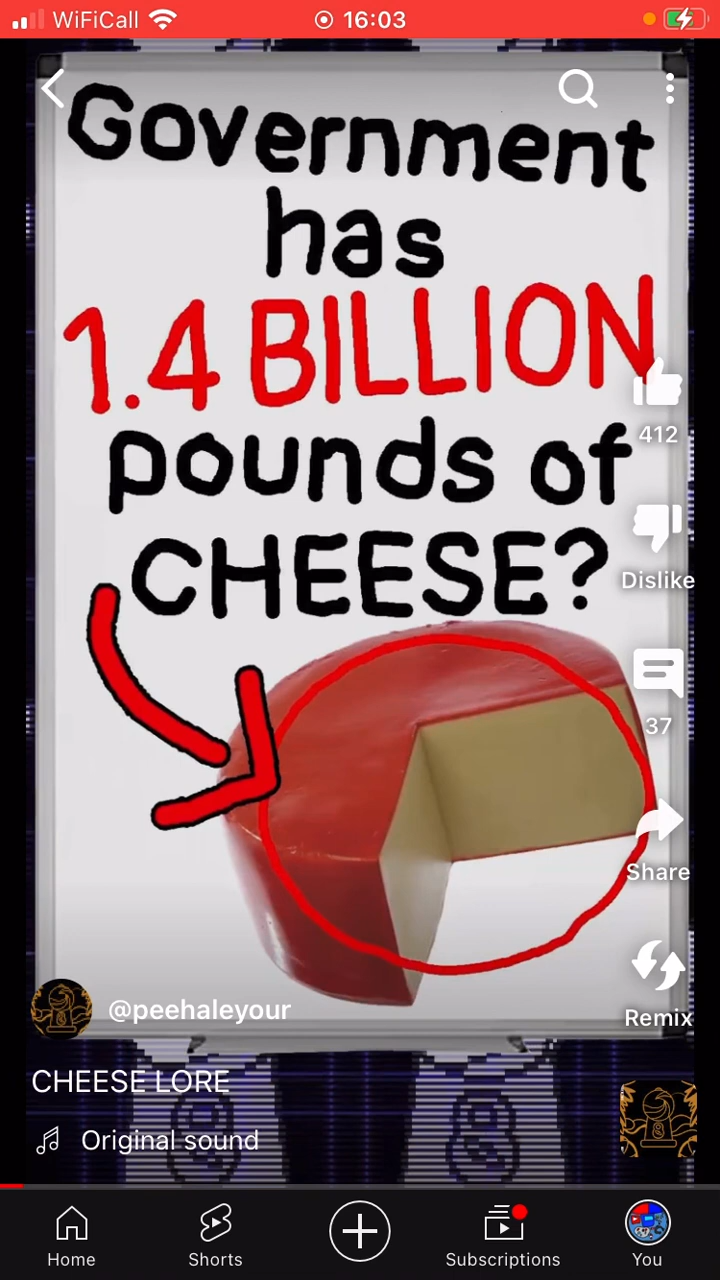 WiFiCall 16:03
Government
has
1.4 BILLION
pounds of
CHEESE?
412
Dislike
37
Share
@peehaleyour
Remix
CHEESE LORE
Original sound
Home
Shorts
Subscriptions
You